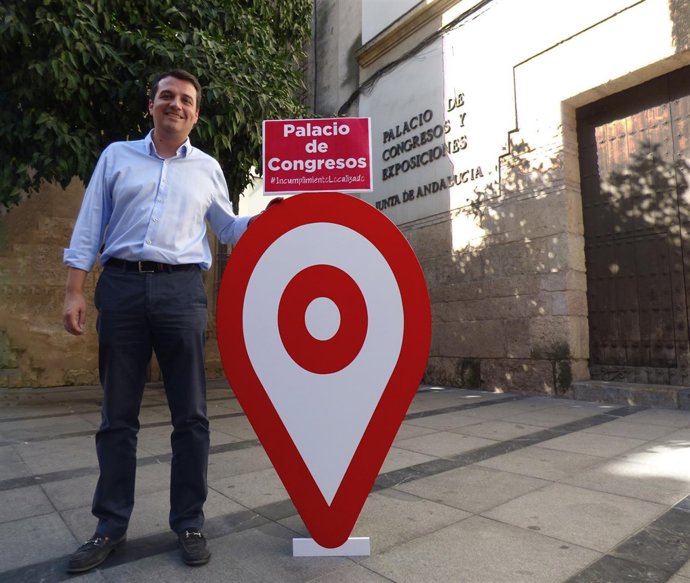 Palacio
de
Congresos
#IncumplimientoLocalizado
PALACIO DE
CONGRESOS Y
EXPOSICIONES
JUNTA DE ANDALUCIA